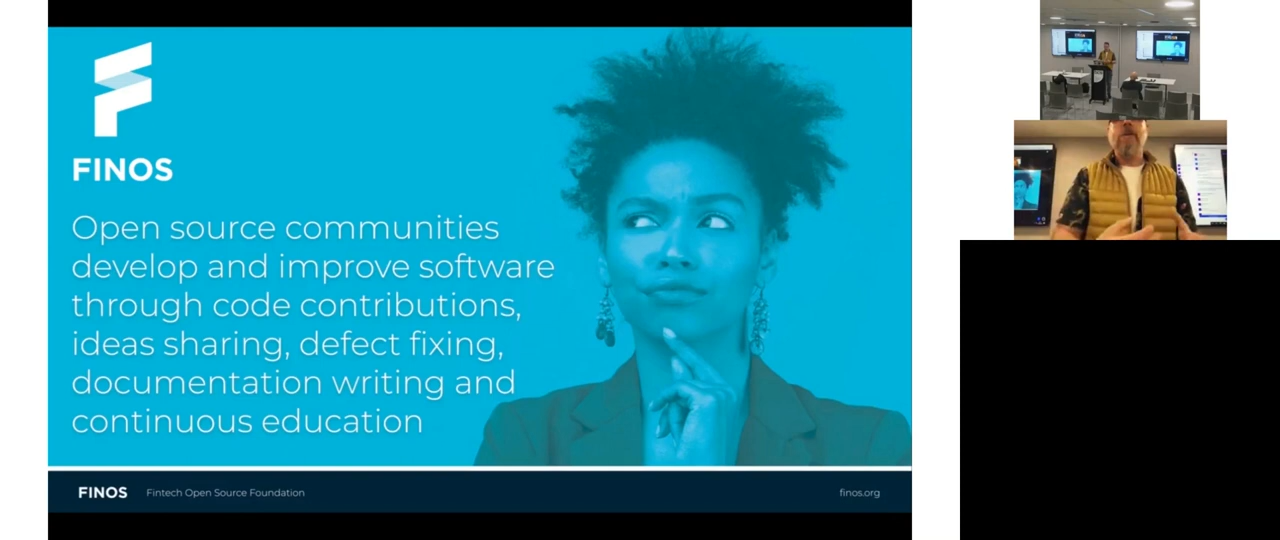 FINOS
Open source communities
develop and improve software
through code contributions,
ideas sharing, defect fixing,
documentation writing and
continuous education
FINOS Fintech Open Source Foundation
finos.org